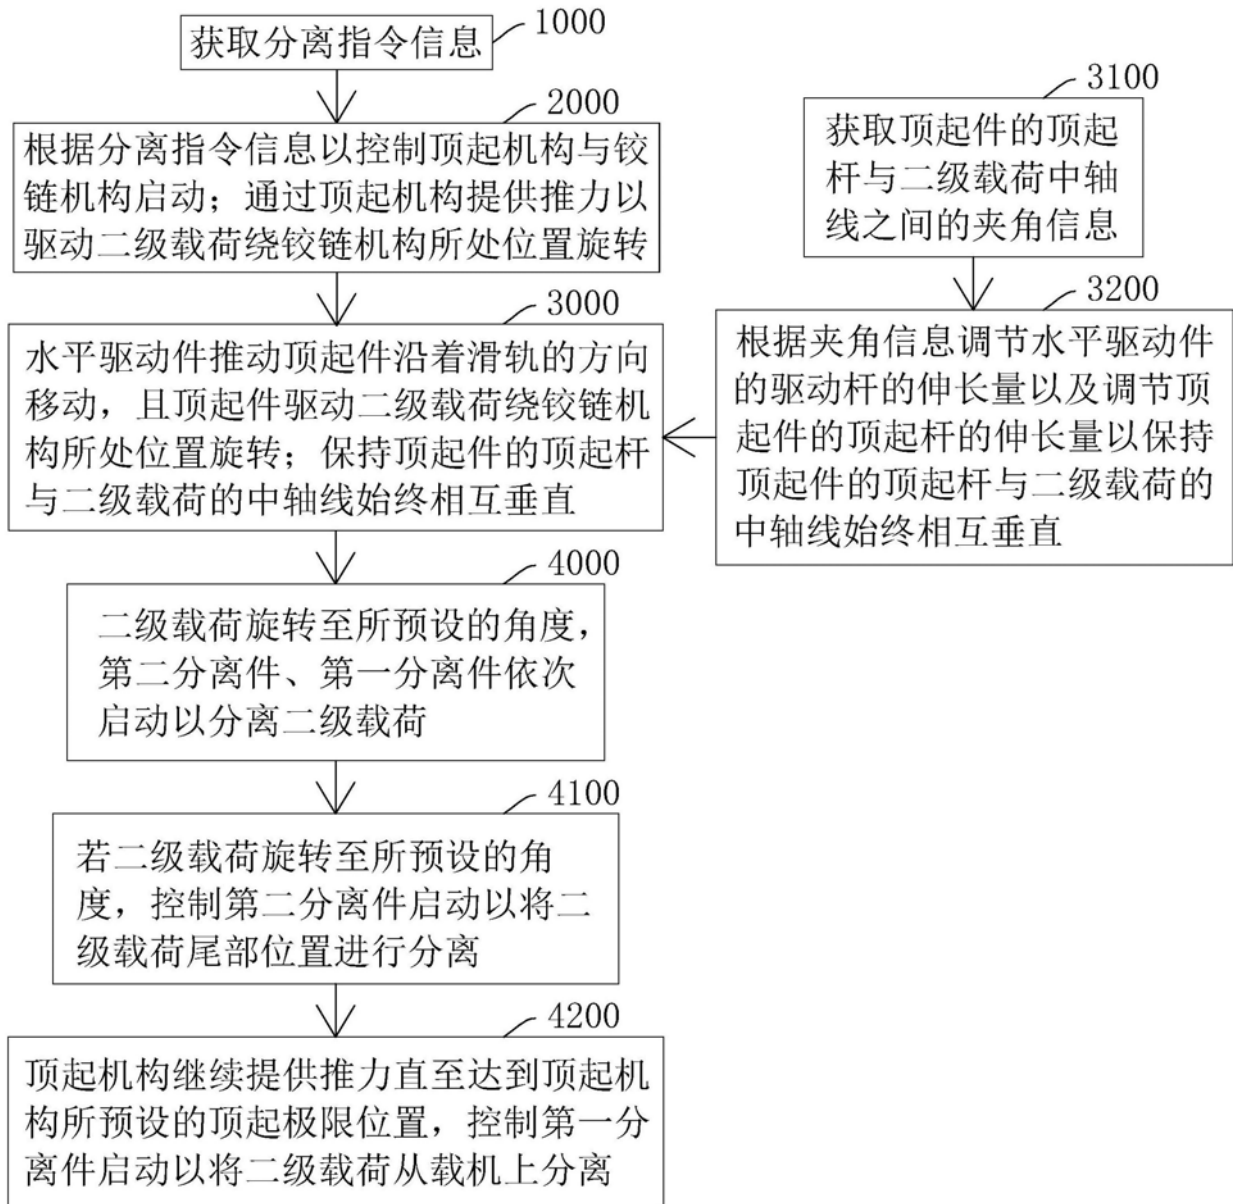 1000
获取分离指令信息
2000
根据分离指令信息以控制顶起机构与铰
链机构启动；通过顶起机构提供推力以
驱动二级载荷绕铰链机构所处位置旋转
3100
获取顶起件的顶起
杆与二级载荷中轴
线之间的夹角信息
3000
水平驱动件推动顶起件沿着滑轨的方向
移动，且顶起件驱动二级载荷绕铰链机
构所处位置旋转；保持顶起件的顶起杆
与二级载荷的中轴线始终相互垂直
3200
根据夹角信息调节水平驱动件
的驱动杆的伸长量以及调节顶
起件的顶起杆的伸长量以保持
顶起件的顶起杆与二级载荷的
中轴线始终相互垂直
4000
二级载荷旋转至所预设的角度，
第二分离件、第一分离件依次
启动以分离二级载荷
4100
若二级载荷旋转至所预设的角
度，控制第二分离件启动以将二
级载荷尾部位置进行分离
4200
顶起机构继续提供推力直至达到顶起机
构所预设的顶起极限位置，控制第一分
离件启动以将二级载荷从载机上分离